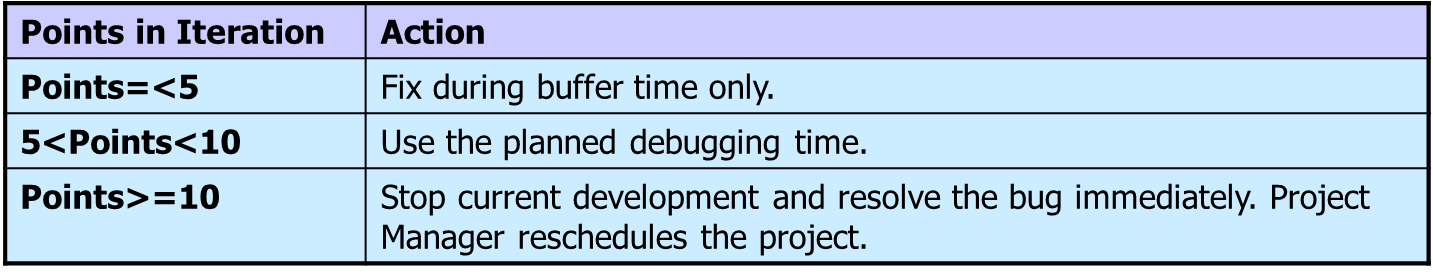 Points in Iteration Action
Points=<5 Fix during buffer time only.
5<Points<10 Use the planned debugging time.
Points>=10 Stop current development and resolve the bug immediately. Project
Manager reschedules the project.